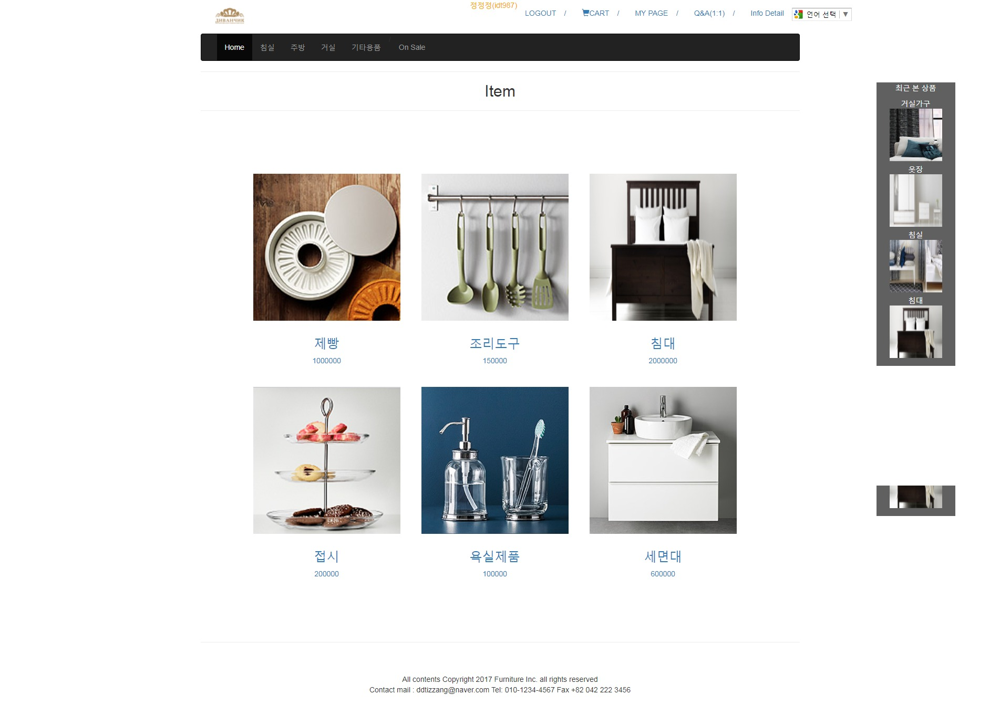 정정정(idt987)
ДИВАНЧИК
LOGOUT / CART / MY PAGE / Q&A(1:1) / Info Detail 언어 선택 ▼
Home 침실 주방 거실 기타용품 / On Sale
Item
최근 본 상품
거실가구
옷장
침실
침대
제빵 조리도구 침대
1000000 150000 2000000
접시 욕실제품 세면대
200000 100000 600000
All contents Copyright 2017 Furniture Inc. all rights reserved
Contact mail : ddtizzang@naver.com Tel: 010-1234-4567 Fax +82 042 222 3456